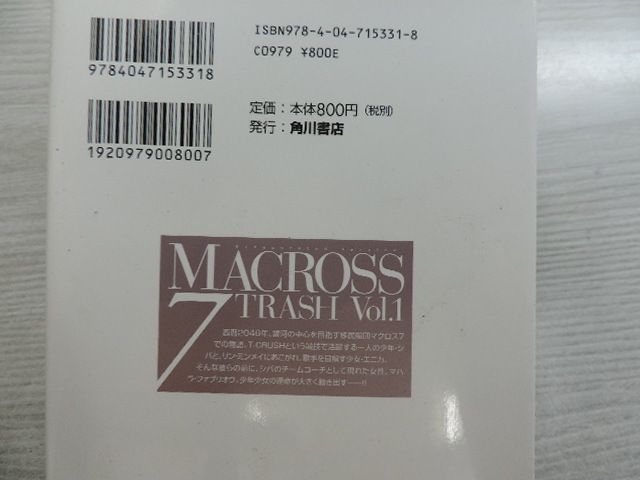 ISBN978-4-04-715331-8
C0979 ¥800E
9784047153318
定価：本体800円（税別）
発行：角川書店
1920979008007
MACROSS
7
TRASH Vol.1
西暦2046年、銀河の中心を目指す移民船団マクロス7
での物語。T-CRUSHという競技で活躍する一人の少年・シ
バと、リン・ミンメイにあこがれ、歌手を目指す少女・エニカ。
そんな彼らの前に、シバのチームコーチとして現れた女性、マハ
ラ・ファブリオウ。少年少女の運命が大きく動き出す――!!